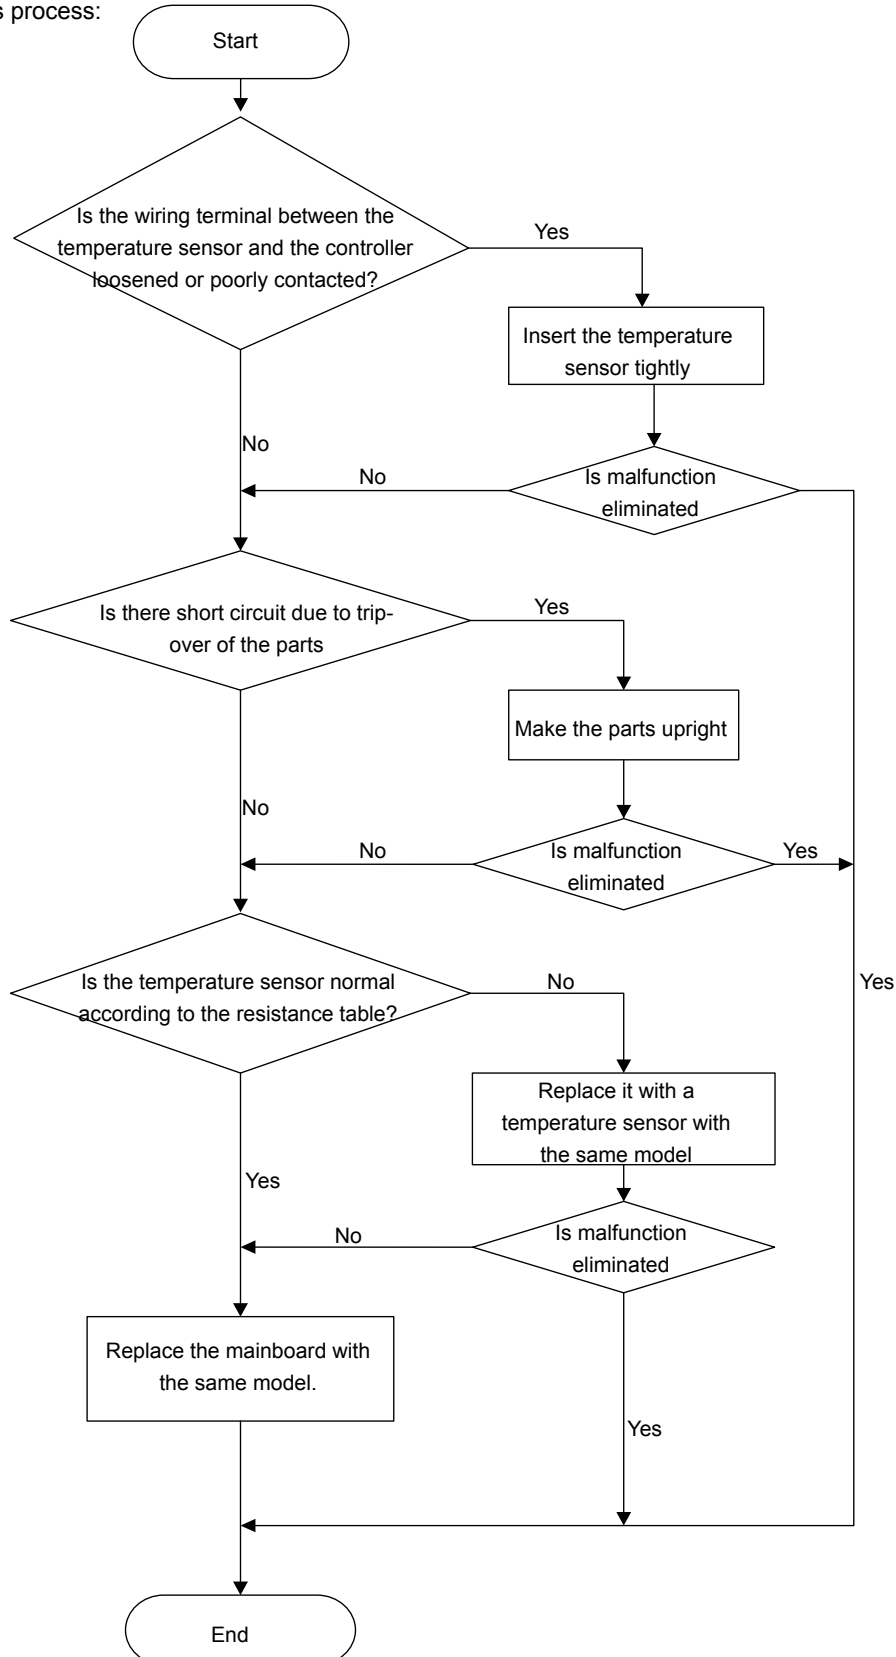 s process:
Start
Is the wiring terminal between the
temperature sensor and the controller
loosened or poorly contacted?
Yes
Insert the temperature
sensor tightly
No
No
Is malfunction
eliminated
Is there short circuit due to trip-
over of the parts
Yes
Make the parts upright
No
No
Is malfunction
eliminated
Yes
Yes
Is the temperature sensor normal
according to the resistance table?
No
Replace it with a
temperature sensor with
the same model
Yes
No
Is malfunction
eliminated
Replace the mainboard with
the same model.
Yes
End